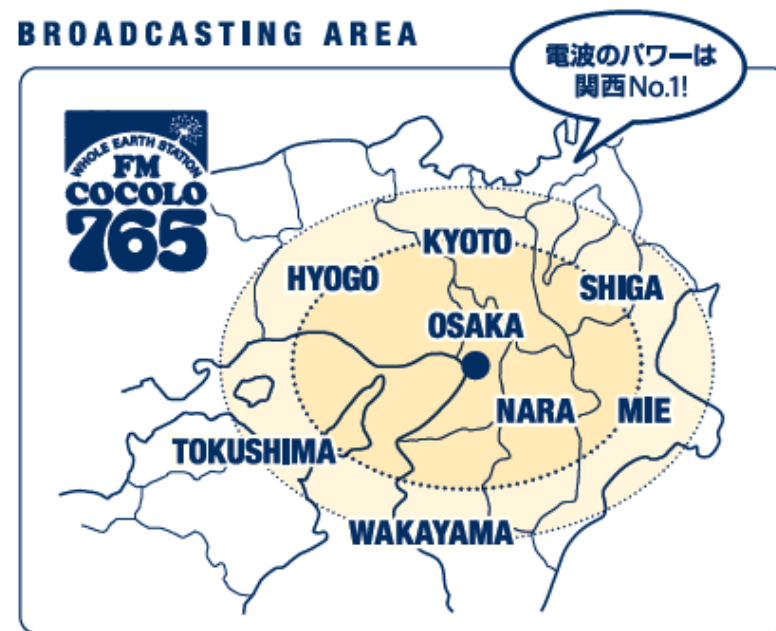 BROADCASTING AREA
電波のパワーは
関西No.1!
WHOLE EARTH STATION
FM
COCOLO
765
KYOTO
HYOGO
SHIGA
OSAKA
NARA
MIE
TOKUSHIMA
WAKAYAMA